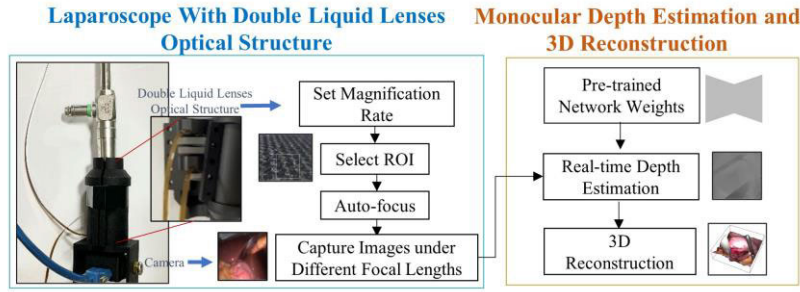 Laparoscope With Double Liquid Lenses
Optical Structure
Monocular Depth Estimation and
3D Reconstruction
Double Liquid Lenses
Optical Structure
Set Magnification
Rate
Select ROI
Auto-focus
Camera
Capture Images under
Different Focal Lengths
Pre-trained
Network Weights
Real-time Depth
Estimation
3D
Reconstruction